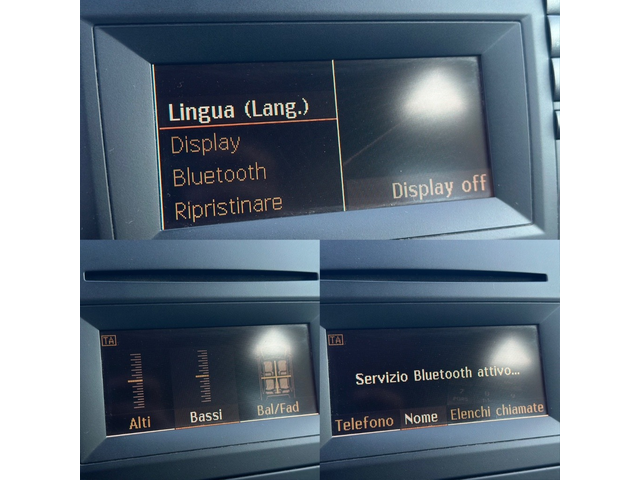 Lingua (Lang.)
Display
Bluetooth
Ripristinare
Display off
TA
Alti
Bassi
Bal/Fad
TA
Servizio Bluetooth attivo...
Telefono
Nome
Elenchi chiamate